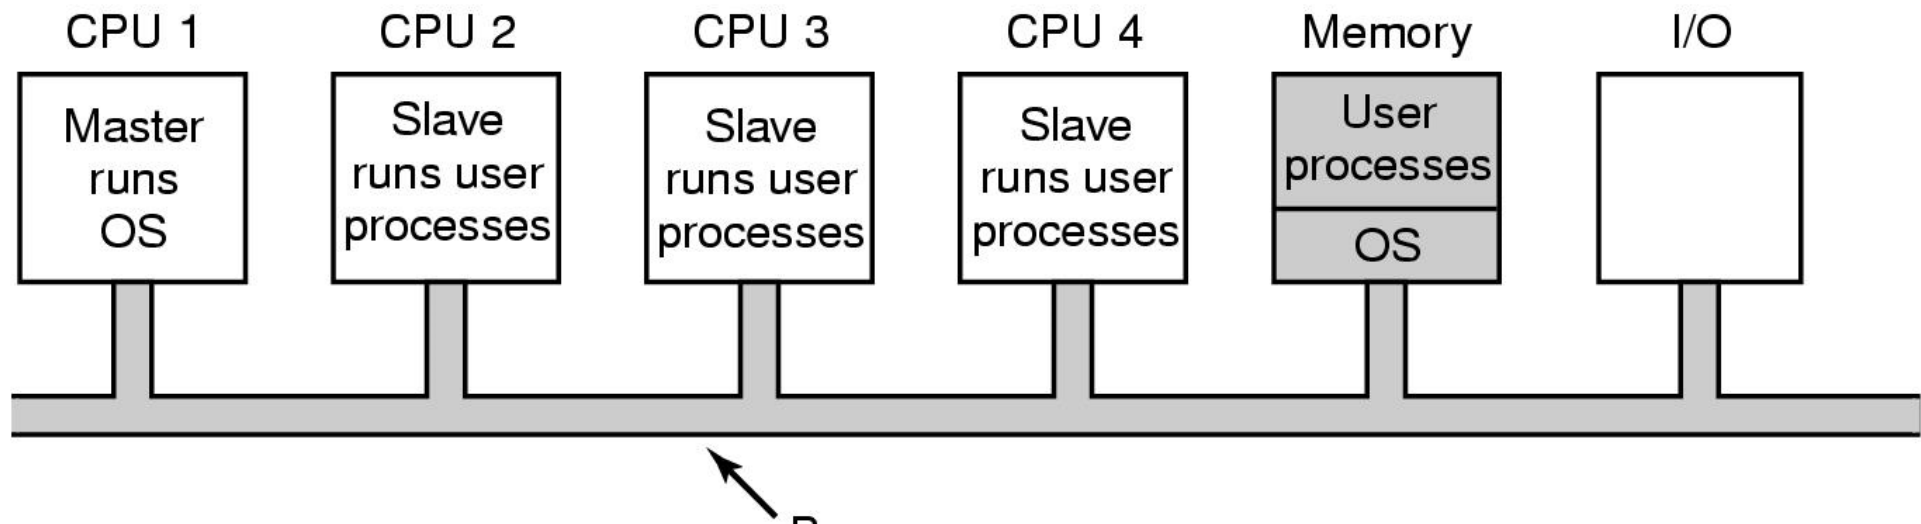 CPU 1
CPU 2
CPU 3
CPU 4
Memory
I/O
Master
runs
OS
Slave
runs user
processes
Slave
runs user
processes
Slave
runs user
processes
User
processes
OS